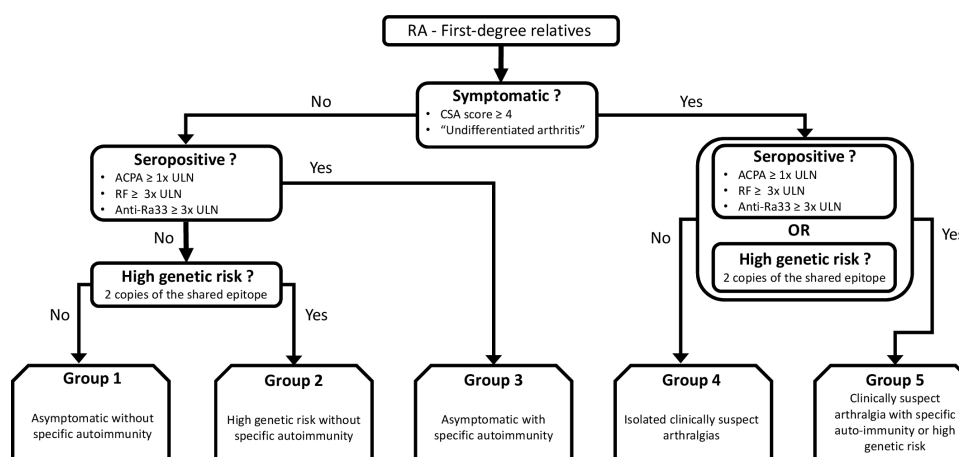 RA - First-degree relatives
Symptomatic ?
• CSA score ≥ 4
• “Undifferentiated arthritis”
No
Yes
Seropositive ?
• ACPA ≥ 1x ULN
• RF ≥ 3x ULN
• Anti-Ra33 ≥ 3x ULN
Yes
No
High genetic risk ?
2 copies of the shared epitope
No
Yes
Seropositive ?
• ACPA ≥ 1x ULN
• RF ≥ 3x ULN
• Anti-Ra33 ≥ 3x ULN
OR
High genetic risk ?
2 copies of the shared epitope
No
Yes
Group 1
Asymptomatic without
specific autoimmunity
Group 2
High genetic risk without
specific autoimmunity
Group 3
Asymptomatic with
specific autoimmunity
Group 4
Isolated clinically suspect
arthralgias
Group 5
Clinically suspect
arthralgia with specific
auto-immunity or high
genetic risk